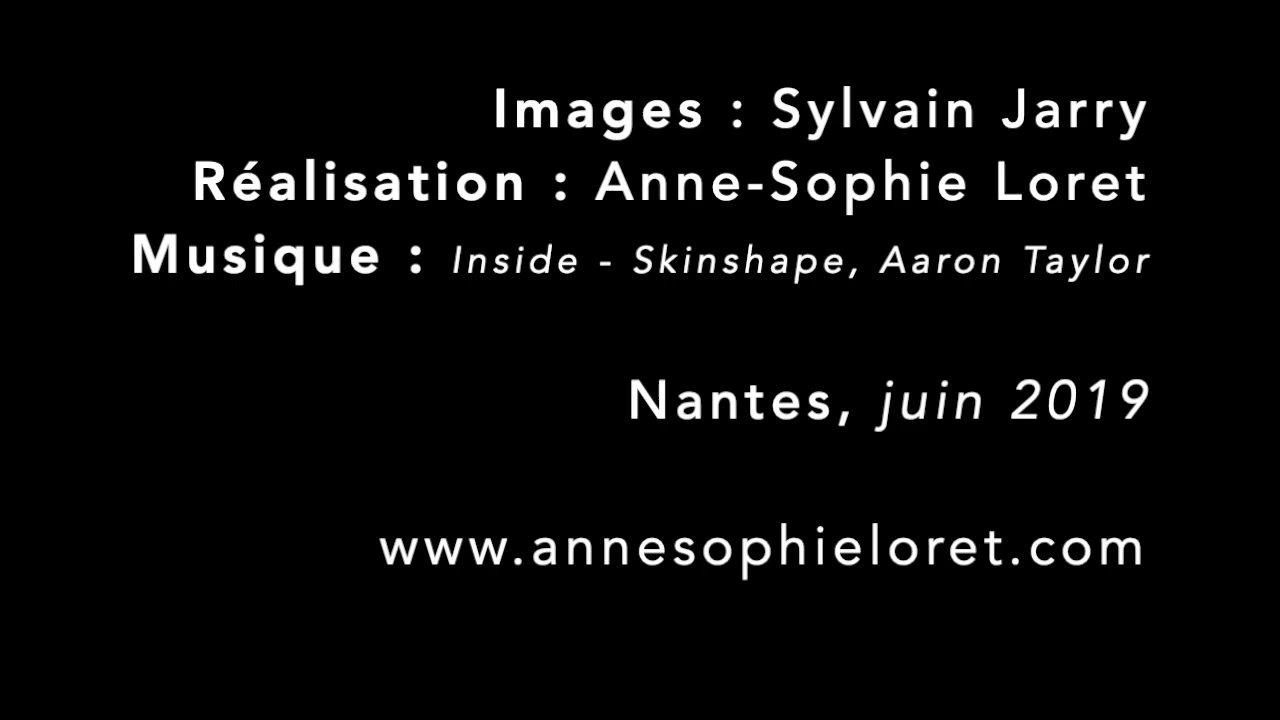 Images : Sylvain Jarry
Réalisation : Anne-Sophie Loret
Musique : Inside - Skinshape, Aaron Taylor
Nantes, juin 2019
www.annesophieloret.com